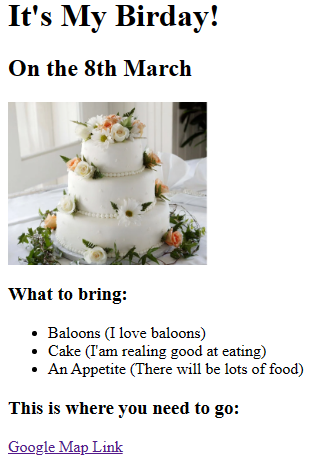 It's My Birday!
On the 8th March
What to bring:
Baloons (I love baloons)
Cake (I'am realing good at eating)
An Appetite (There will be lots of food)
This is where you need to go:
Google Map Link